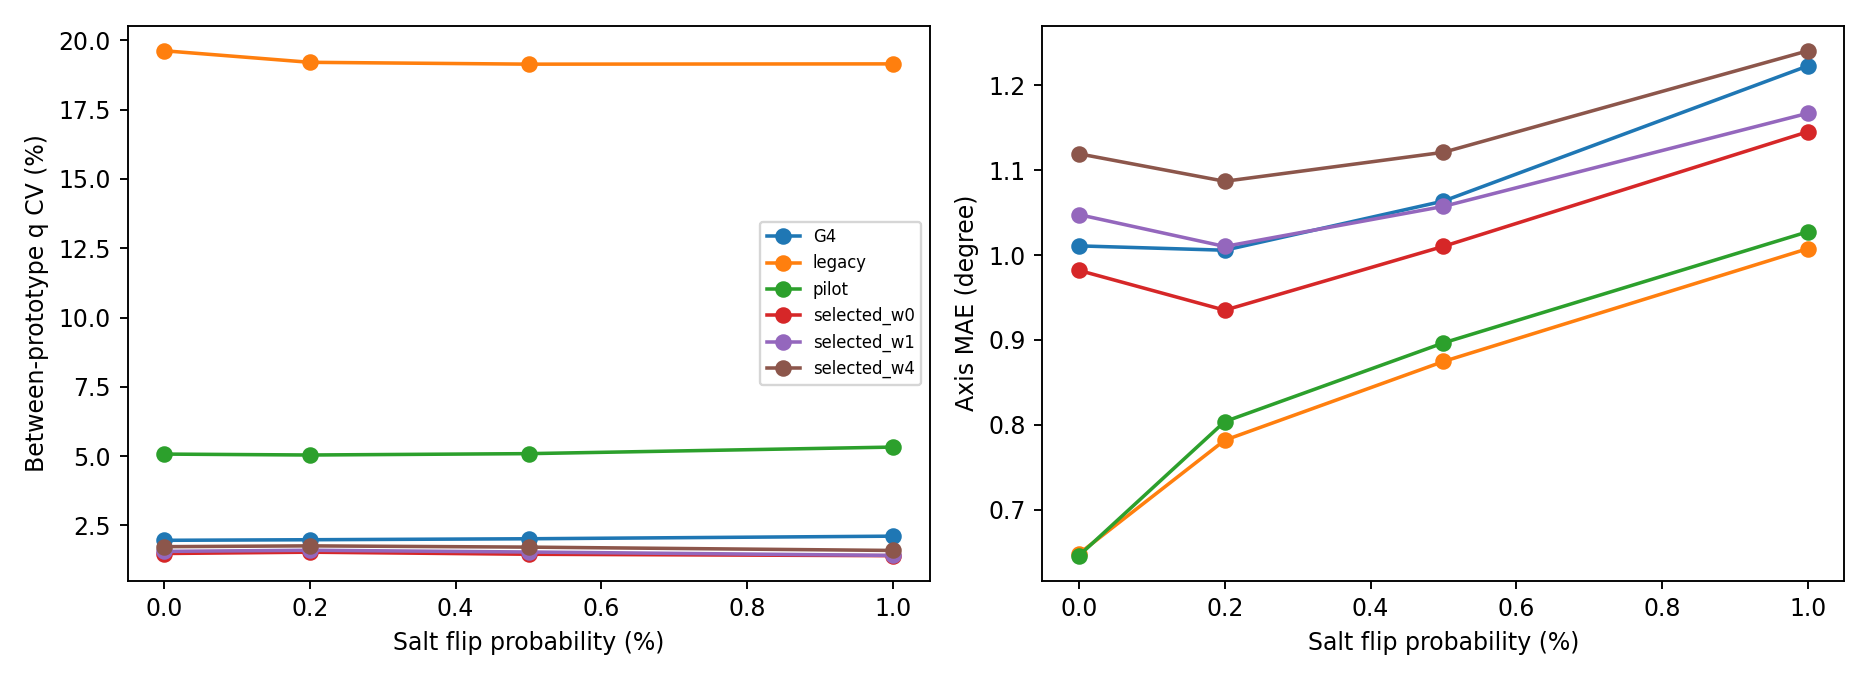 20.0
17.5
15.0
12.5
10.0
7.5
5.0
2.5
Between-prototype q CV (%)
0.0 0.2 0.4 0.6 0.8 1.0
Salt flip probability (%)
G4
legacy
pilot
selected_w0
selected_w1
selected_w4
1.2
1.1
1.0
0.9
0.8
0.7
Axis MAE (degree)
0.0 0.2 0.4 0.6 0.8 1.0
Salt flip probability (%)